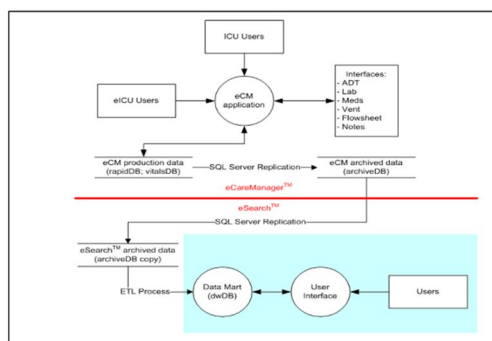 ICU Users
eICU Users
eCM
application
Interfaces:
- ADT
- Lab
- Meds
- Vent
- Flowsheet
- Notes
eCM production data
(rapidDB; vitalsDB)
SQL Server Replication
eCM archived data
(archiveDB)
eCareManager™
eSearch™
SQL Server Replication
eSearch™ archived data
(archiveDB copy)
ETL Process
Data Mart
(dwDB)
User
Interface
Users